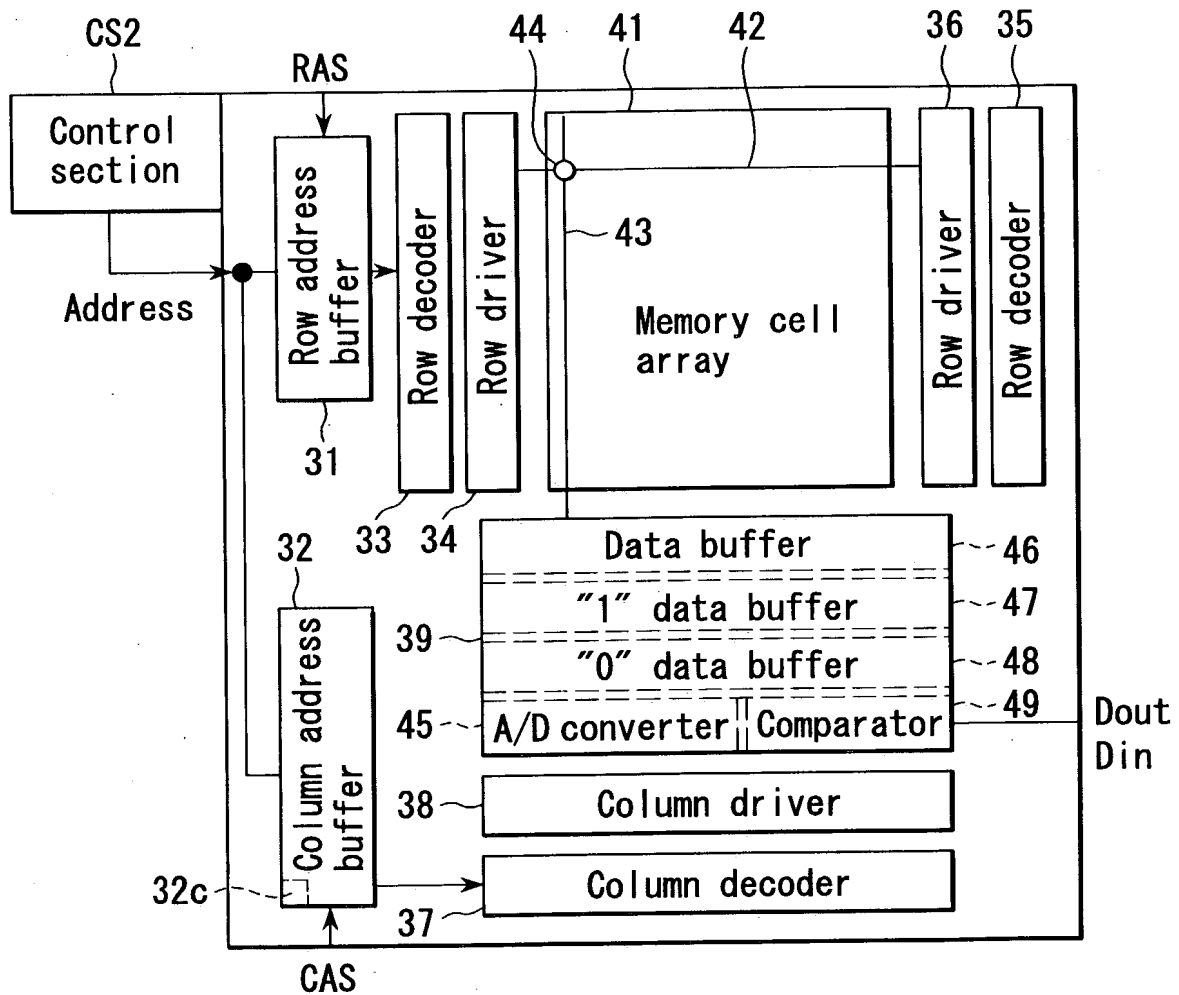 CS2
RAS
44
41
42
36
35
Control
section
Row address
buffer
Row decoder
Row driver
43
Memory cell
array
Row driver
Row decoder
Address
31
33
34
32
Column address
buffer
32c
CAS
Data buffer
46
"1" data buffer
47
39
"0" data buffer
48
49
45
A/D converter
Comparator
Dout
Din
38
Column driver
Column decoder
37